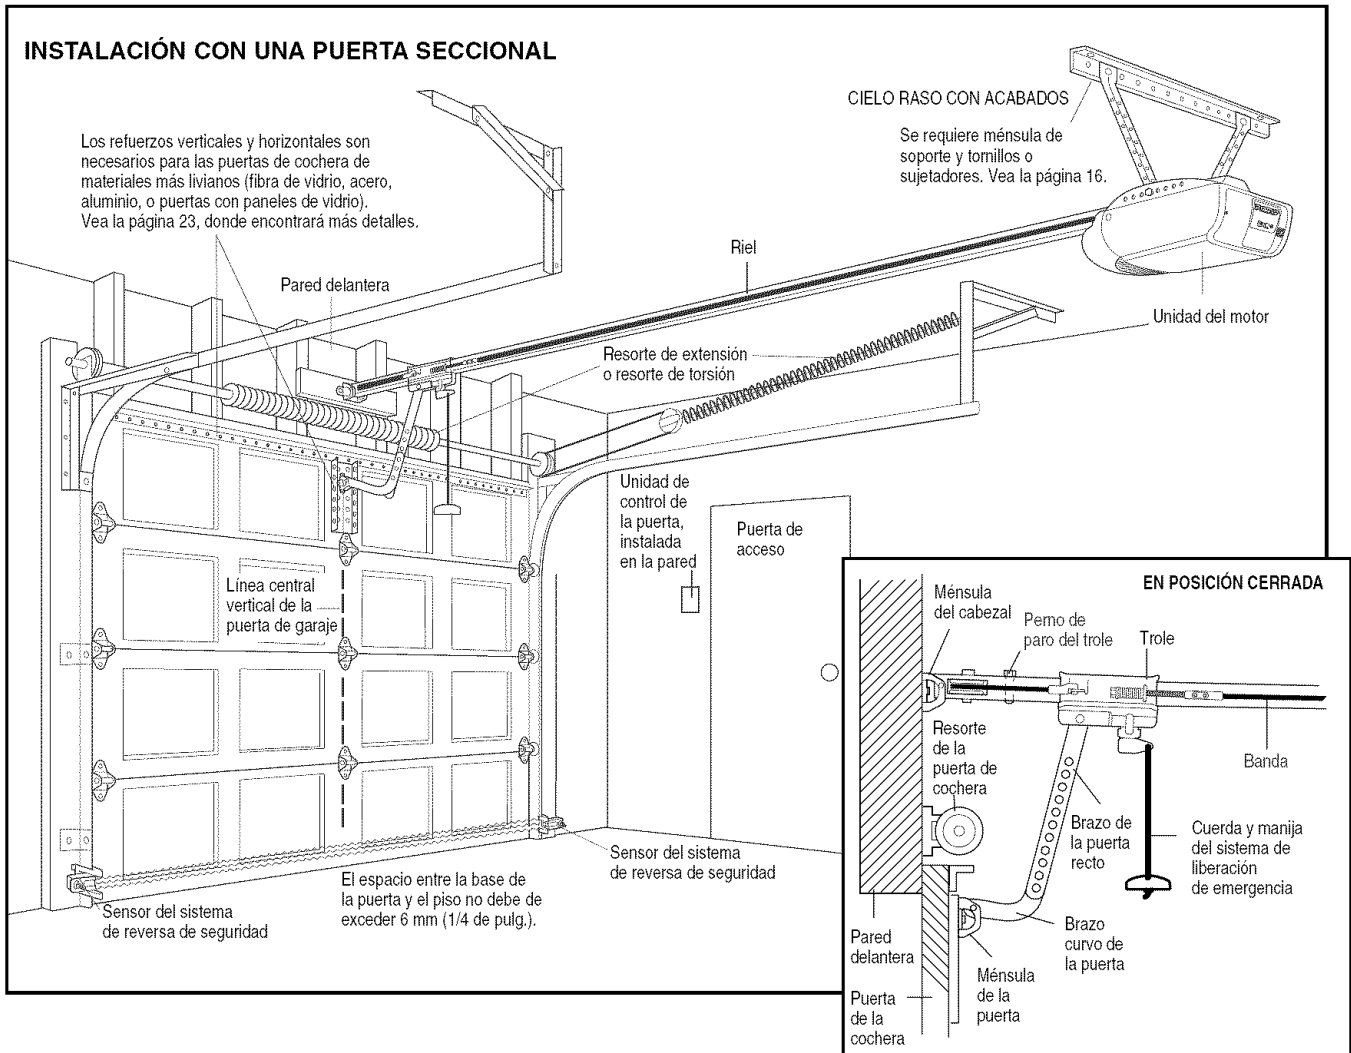 INSTALACIÓN CON UNA PUERTA SECCIONAL
CIELO RASO CON ACABADOS
Se requiere ménsula de
soporte y tornillos o
sujetadores. Vea la página 16.
Los refuerzos verticales y horizontales son
necesarios para las puertas de cochera de
materiales más livianos (fibra de vidrio, acero,
aluminio, o puertas con paneles de vidrio).
Vea la página 23, donde encontrará más detalles.
Riel
Pared delantera
Unidad del motor
Resorte de extensión
o resorte de torsión
Unidad de
control de
la puerta,
instalada
en la pared
Puerta de
acceso
Línea central
vertical de la
puerta de garaje
Sensor del sistema
de reversa de seguridad
El espacio entre la base de
la puerta y el piso no debe de
exceder 6 mm (1/4 de pulg.).
Sensor del sistema
de reversa de seguridad
EN POSICIÓN CERRADA
Ménsula
del cabezal
Perno de
paro del trole
Trole
Resorte
de la
puerta de
cochera
Banda
Brazo de
la puerta
recto
Cuerda y manija
del sistema de
liberación
de emergencia
Brazo
curvo de
la puerta
Pared
delantera
Ménsula
de la
puerta
Puerta
de la
cochera